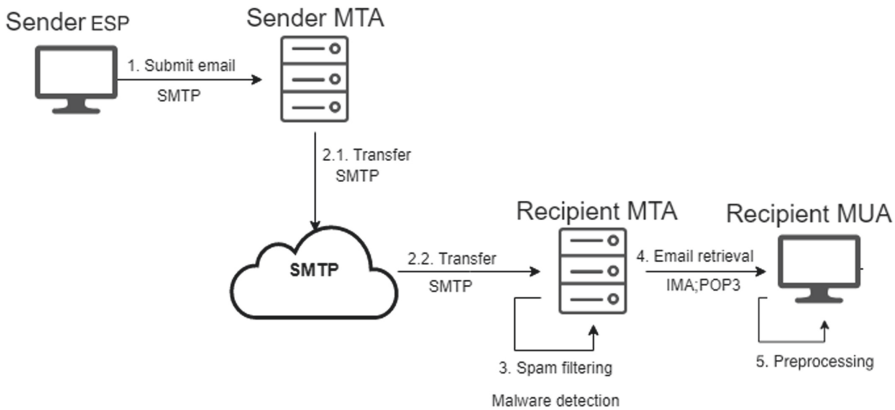 Sender ESP
Sender MTA
1. Submit email
SMTP
2.1. Transfer
SMTP
SMTP
2.2. Transfer
SMTP
Recipient MTA
3. Spam filtering
Malware detection
4. Email retrieval
IMA;POP3
Recipient MUA
5. Preprocessing